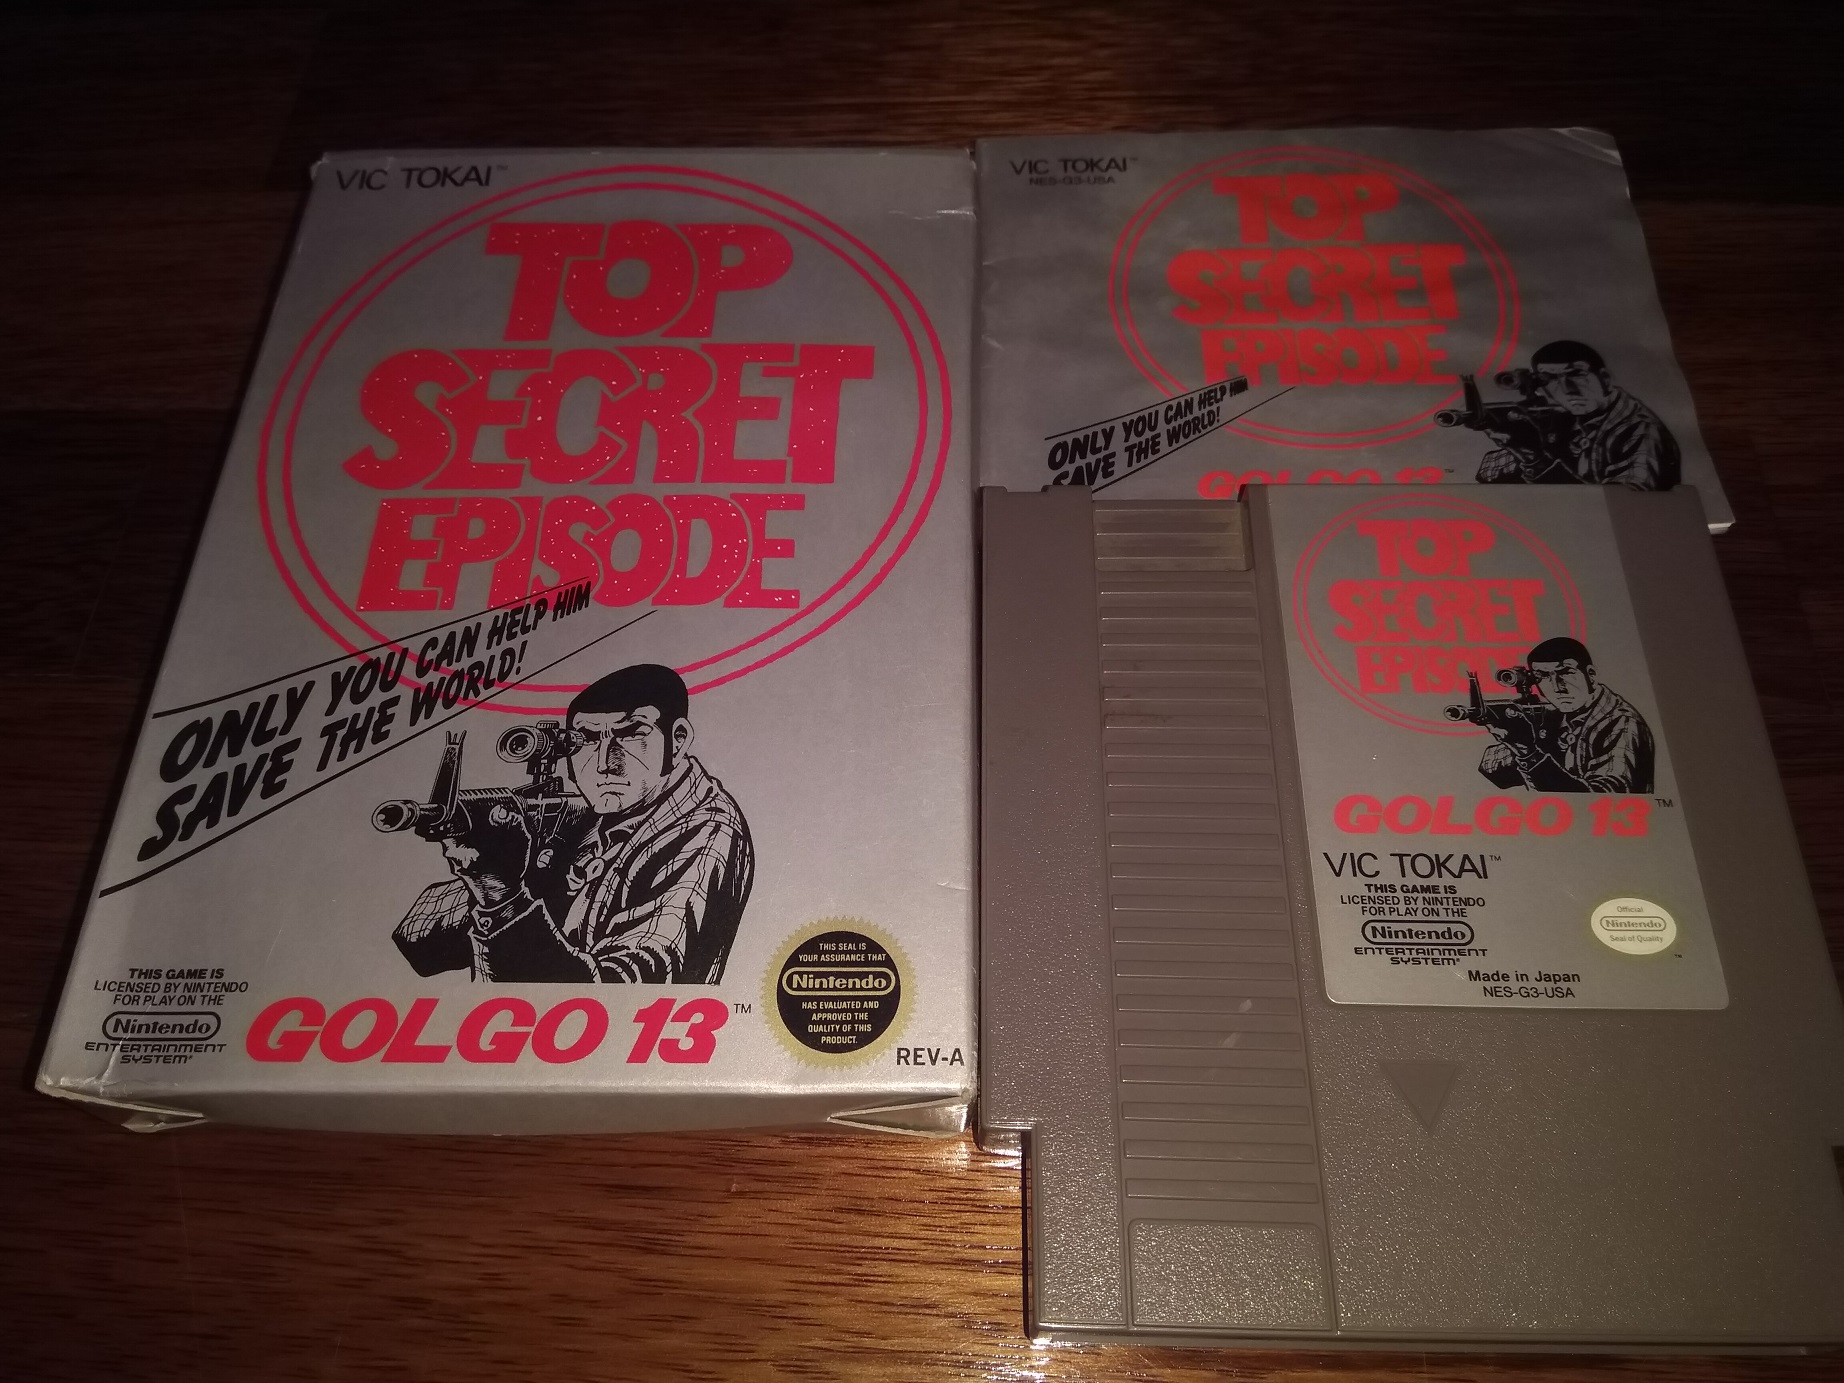 VIC TOKAI™
TOP
SECRET
EPISODE
ONLY YOU CAN HELP HIM
SAVE THE WORLD!
THIS GAME IS
LICENSED BY NINTENDO
FOR PLAY ON THE
Nintendo
ENTERTAINMENT
SYSTEM®
GOLGO 13™
THIS SEAL IS
YOUR ASSURANCE THAT
Nintendo
HAS EVALUATED AND
APPROVED THE
QUALITY OF THIS
PRODUCT.
REV-A
VIC TOKAI™
NES-G3-USA
TOP
SECRET
EPISODE
ONLY YOU CAN HELP HIM
SAVE THE WORLD!
GOLGO 13™
TOP
SECRET
EPISODE
GOLGO 13™
VIC TOKAI™
THIS GAME IS
LICENSED BY NINTENDO
FOR PLAY ON THE
Nintendo
ENTERTAINMENT
SYSTEM®
Official
Nintendo
Seal of Quality
™
Made in Japan
NES-G3-USA